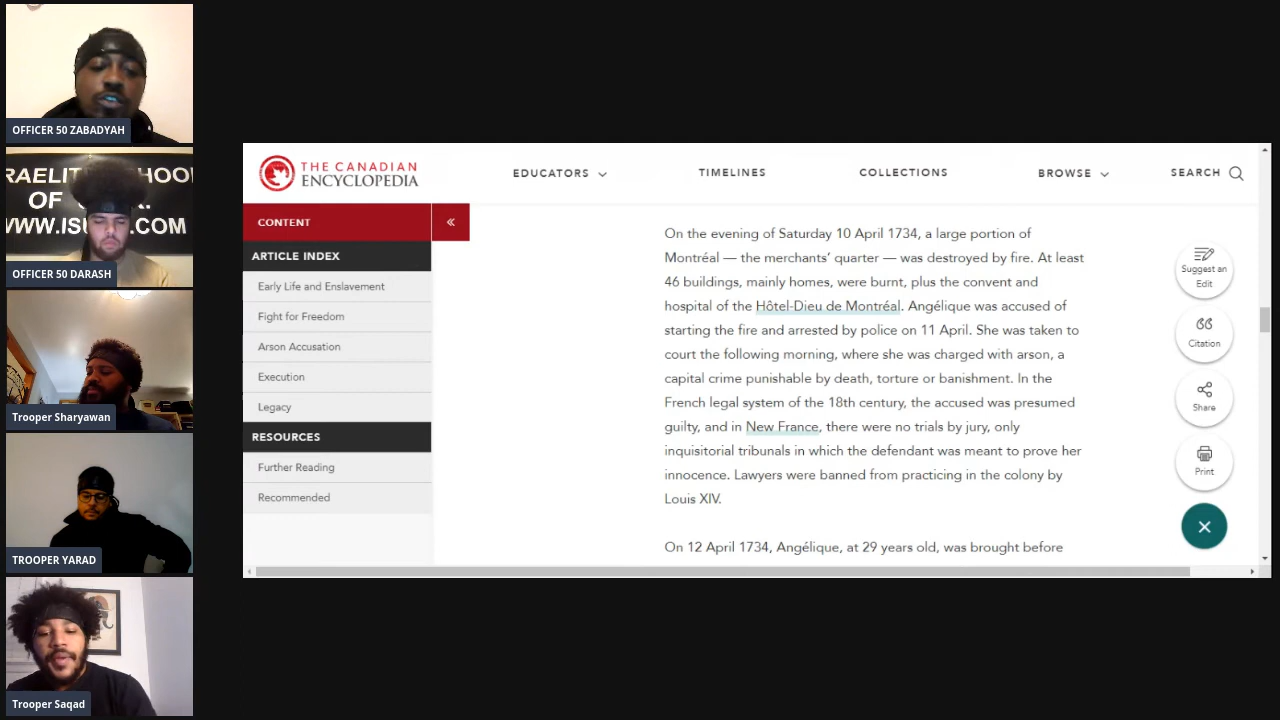 OFFICER 50 ZABADYAH
OF
WWW.IS
.COM
OFFICER 50 DARASH
Trooper Sharyawan
TROOPER YARAD
Trooper Saqad
THE CANADIAN
ENCYCLOPEDIA
EDUCATORS
TIMELINES
COLLECTIONS
BROWSE
SEARCH
CONTENT
«
ARTICLE INDEX
Early Life and Enslavement
Fight for Freedom
Arson Accusation
Execution
Legacy
RESOURCES
Further Reading
Recommended
On the evening of Saturday 10 April 1734, a large portion of
Montréal — the merchants' quarter — was destroyed by fire. At least
46 buildings, mainly homes, were burnt, plus the convent and
hospital of the Hôtel-Dieu de Montréal. Angélique was accused of
starting the fire and arrested by police on 11 April. She was taken to
court the following morning, where she was charged with arson, a
capital crime punishable by death, torture or banishment. In the
French legal system of the 18th century, the accused was presumed
guilty, and in New France, there were no trials by jury, only
inquisitorial tribunals in which the defendant was meant to prove her
innocence. Lawyers were banned from practicing in the colony by
Louis XIV.
On 12 April 1734, Angélique, at 29 years old, was brought before
Suggest an
Edit
Citation
Share
Print